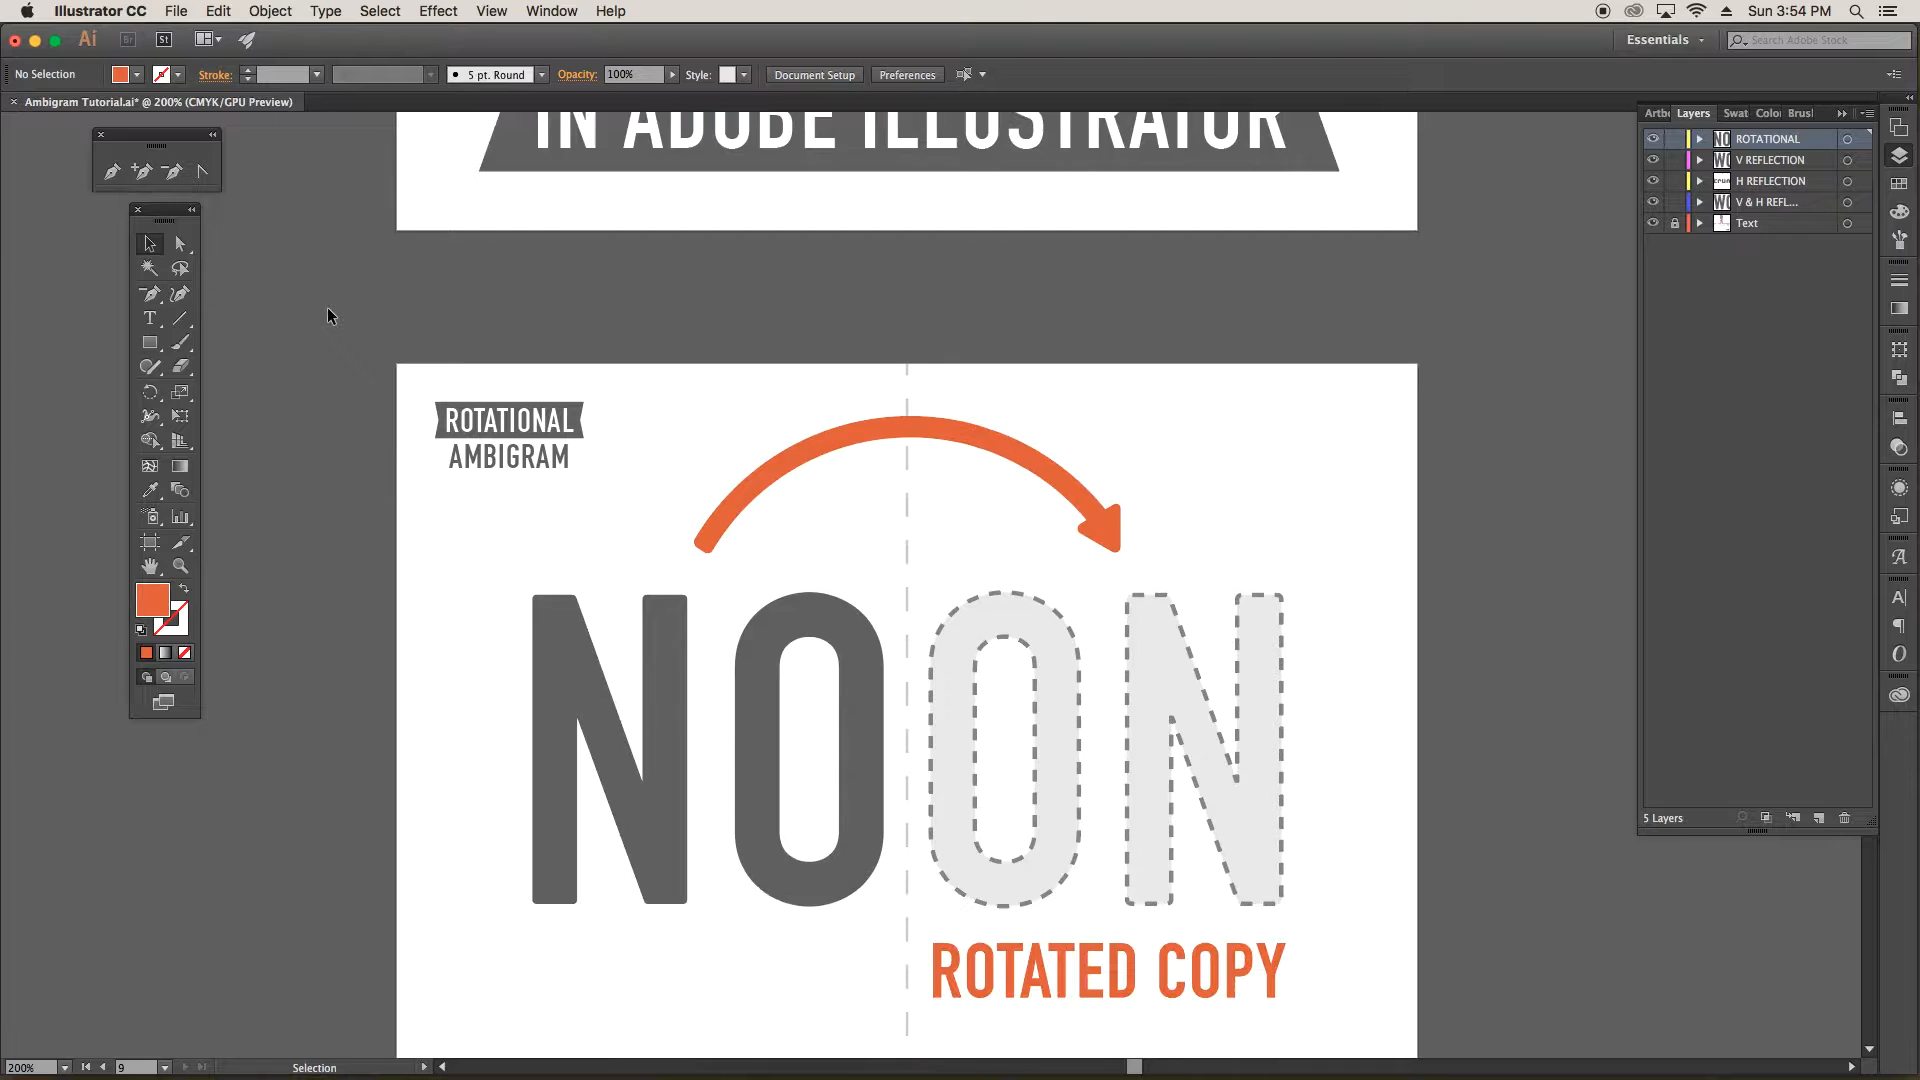 Illustrator CC File Edit Object Type Select Effect View Window Help
Sun 3:54 PM
Ai Br St
Essentials
Search Adobe Stock
No Selection
Stroke:
5 pt. Round
Opacity: 100%
Style:
Document Setup
Preferences
Ambigram Tutorial.ai* @ 200% (CMYK/GPU Preview)
IN ADOBE ILLUSTRATOR
Artb Layers Swat Colo Brus
ROTATIONAL
V REFLECTION
H REFLECTION
V & H REFL...
Text
ROTATIONAL
AMBIGRAM
NOON
ROTATED COPY
5 Layers
200%
9
Selection